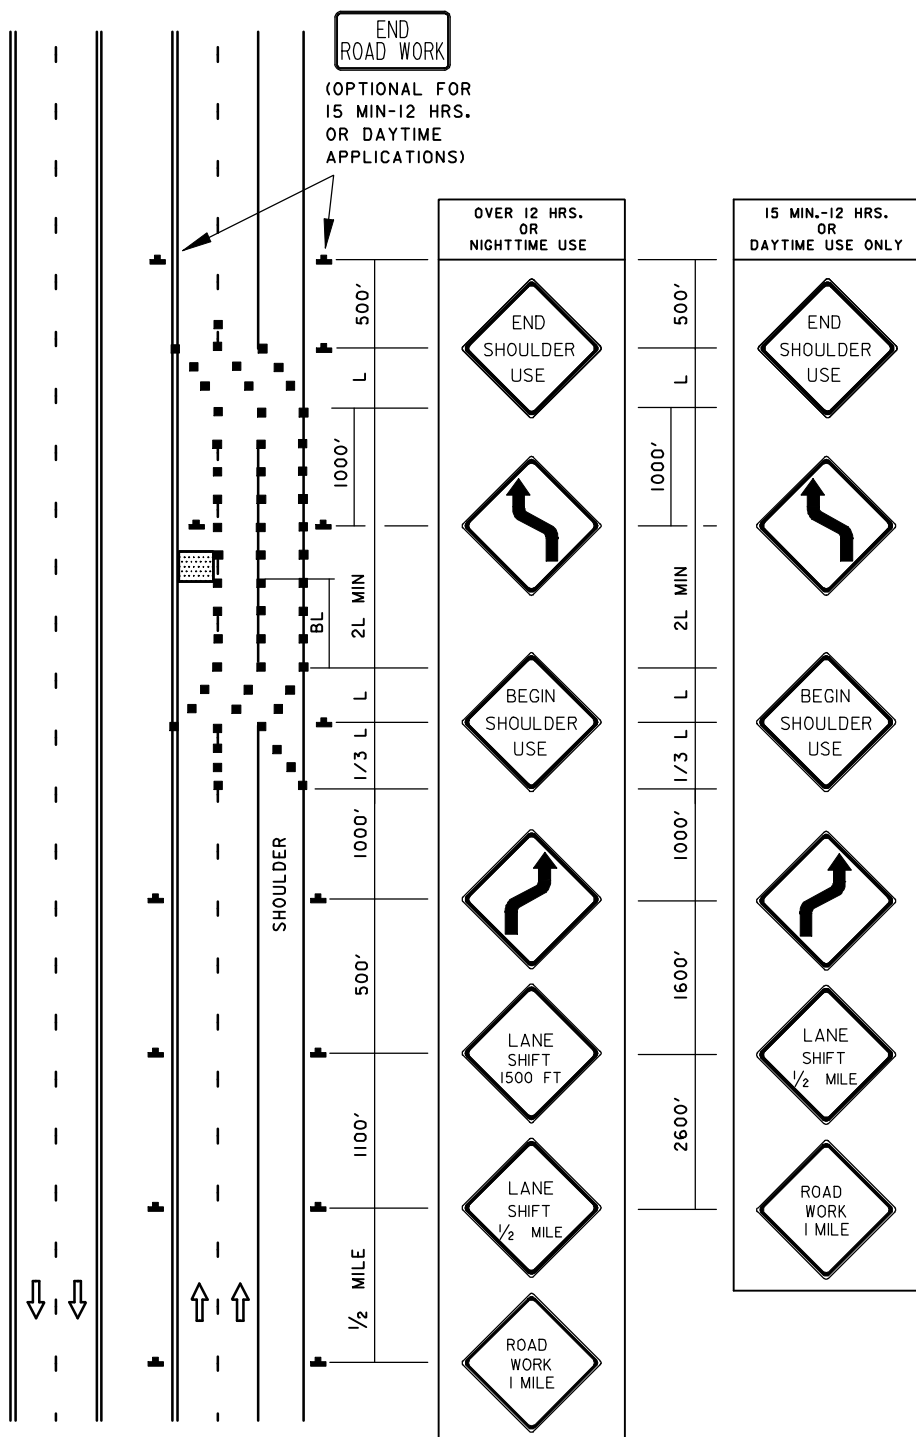 END
ROAD WORK
(OPTIONAL FOR
15 MIN-12 HRS.
OR DAYTIME
APPLICATIONS)
SHOULDER
500'
L
1000'
2L MIN
BL
L
1/3 L
1000'
500'
1100'
1/2 MILE
OVER 12 HRS.
OR
NIGHTTIME USE
END
SHOULDER
USE
BEGIN
SHOULDER
USE
LANE
SHIFT
1500 FT
LANE
SHIFT
1/2 MILE
ROAD
WORK
1 MILE
500'
L
1000'
2L MIN
L
1/3 L
1000'
1600'
2600'
15 MIN.-12 HRS.
OR
DAYTIME USE ONLY
END
SHOULDER
USE
BEGIN
SHOULDER
USE
LANE
SHIFT
1/2 MILE
ROAD
WORK
1 MILE